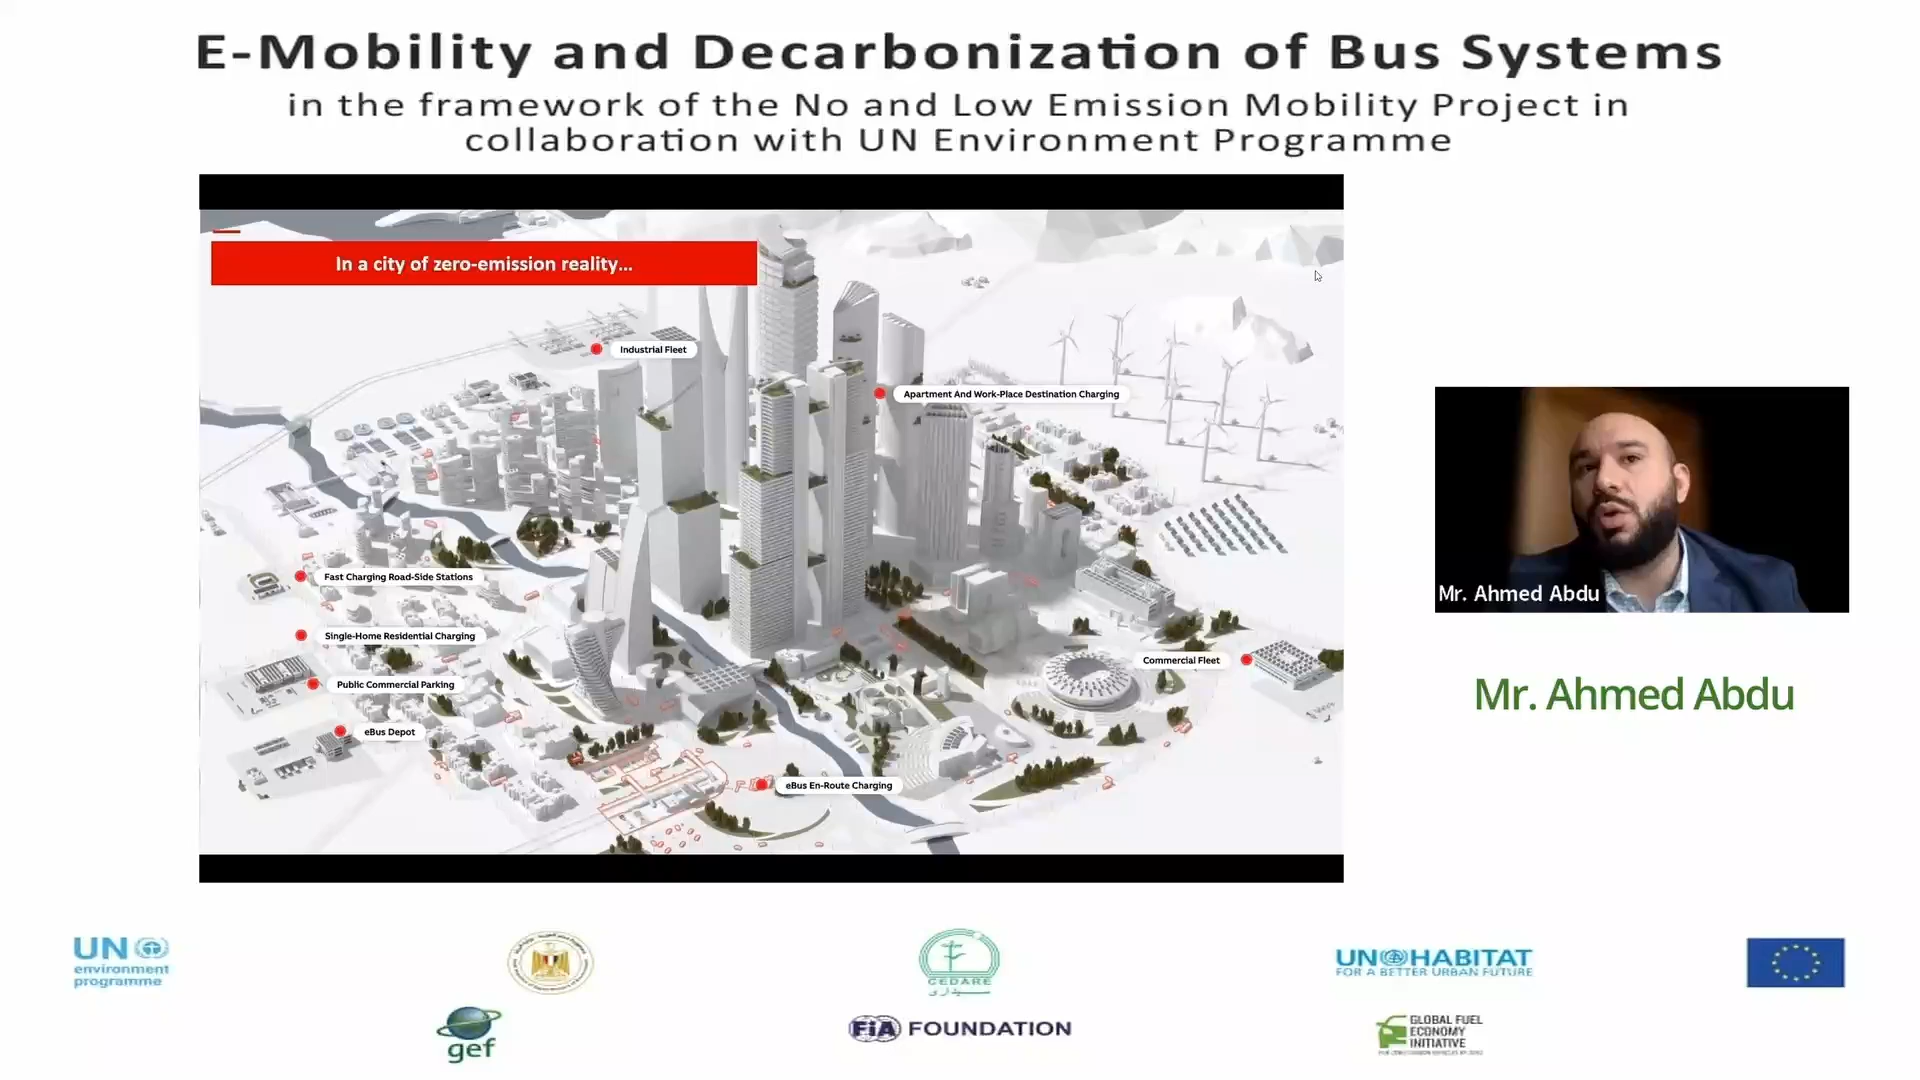 E-Mobility and Decarbonization of Bus Systems
in the framework of the No and Low Emission Mobility Project in
collaboration with UN Environment Programme
In a city of zero-emission reality...
Industrial Fleet
Apartment And Work-Place Destination Charging
Fast Charging Road-Side Stations
Single-Home Residential Charging
Public Commercial Parking
Commercial Fleet
eBus Depot
eBus En-Route Charging
Mr. Ahmed Abdu
Mr. Ahmed Abdu
UN
environment
programme
CEDARE
سيداري
UN HABITAT
FOR A BETTER URBAN FUTURE
gef
FiA FOUNDATION
GLOBAL FUEL
ECONOMY
INITIATIVE